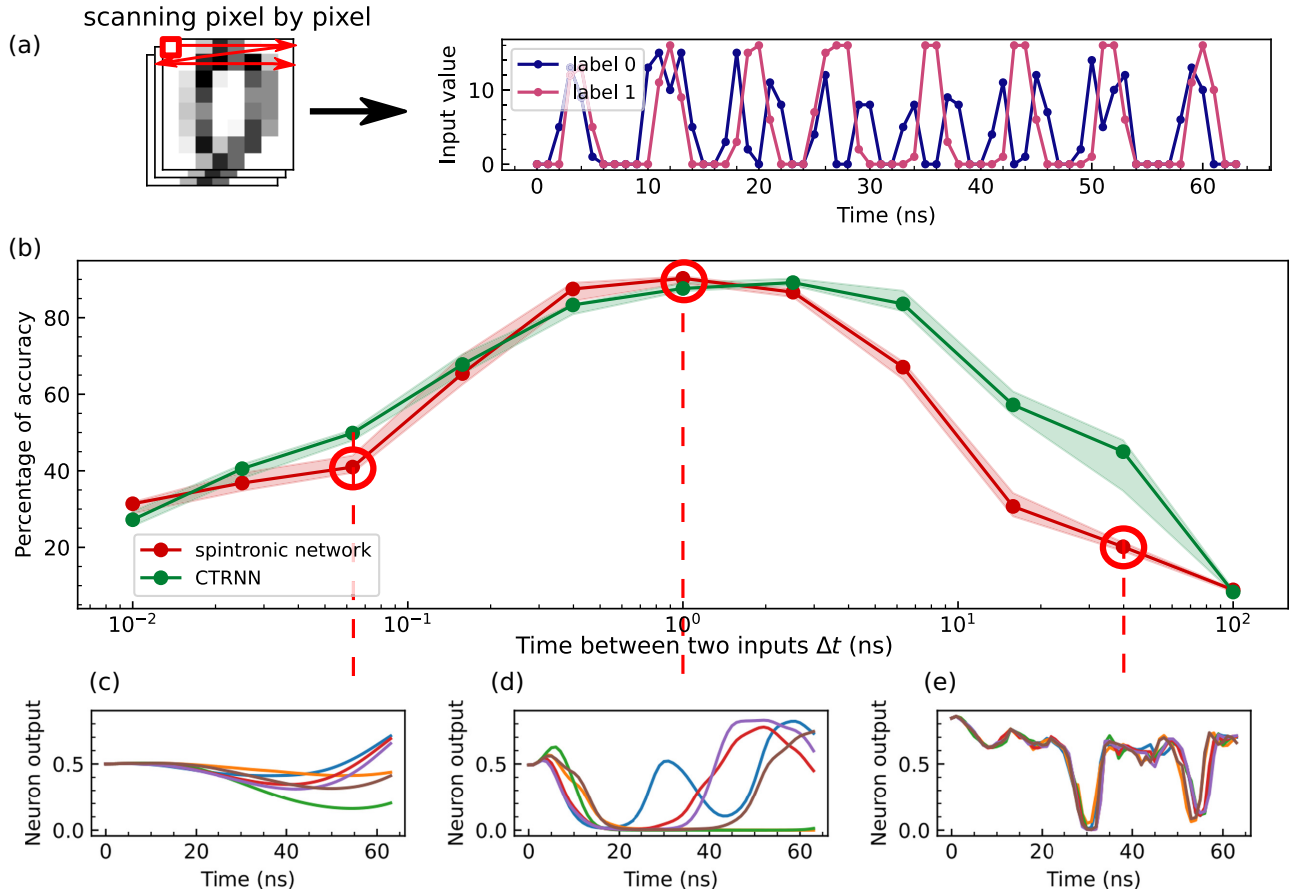 scanning pixel by pixel
(a)
Input value
10
0
label 0
label 1
0 10 20 30 40 50 60
Time (ns)
(b)
Percentage of accuracy
80
60
40
20
spintronic network
CTRNN
10⁻² 10⁻¹ 10⁰ 10¹ 10²
Time between two inputs Δt (ns)
(c)
Neuron output
0.5
0.0
0 20 40 60
Time (ns)
(d)
Neuron output
0.5
0.0
0 20 40 60
Time (ns)
(e)
Neuron output
0.5
0.0
0 20 40 60
Time (ns)